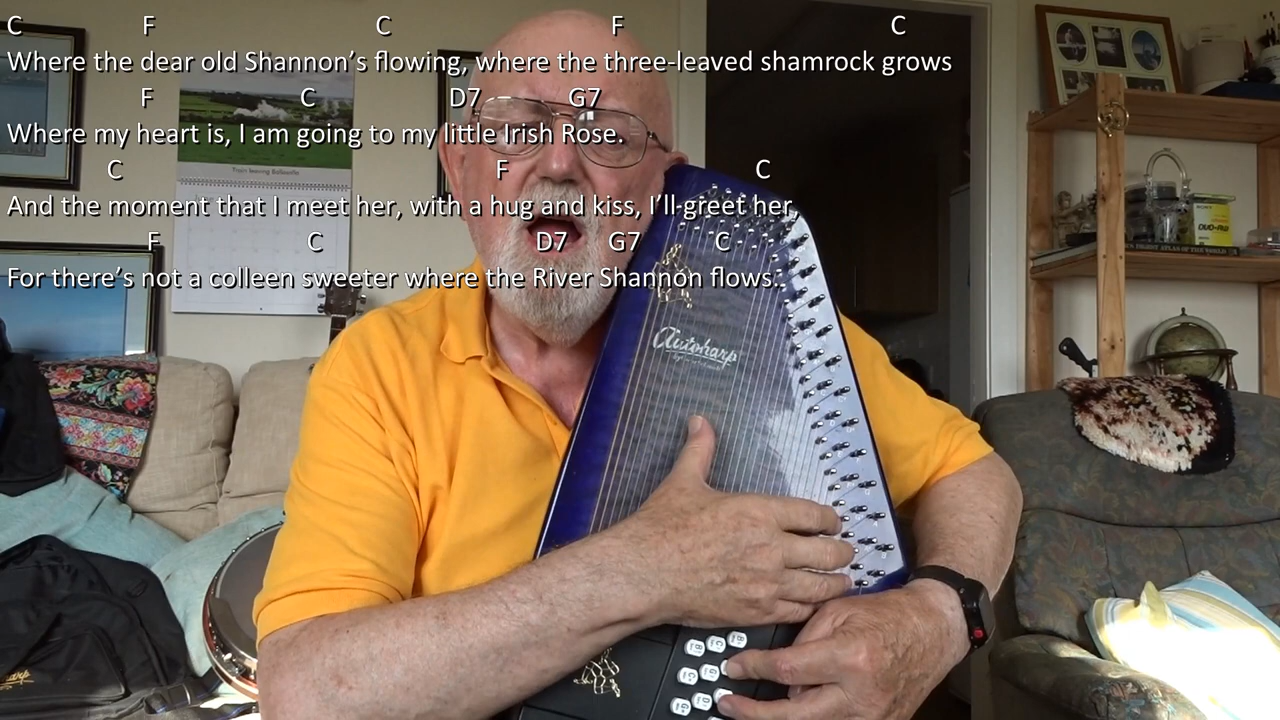 C F C F C
Where the dear old Shannon’s flowing, where the three-leaved shamrock grows
F C D7 G7
Where my heart is, I am going to my little Irish Rose.
C F C
And the moment that I meet her, with a hug and kiss, I’ll greet her,
F C D7 G7 C
For there’s not a colleen sweeter where the River Shannon flows..
Autoharp